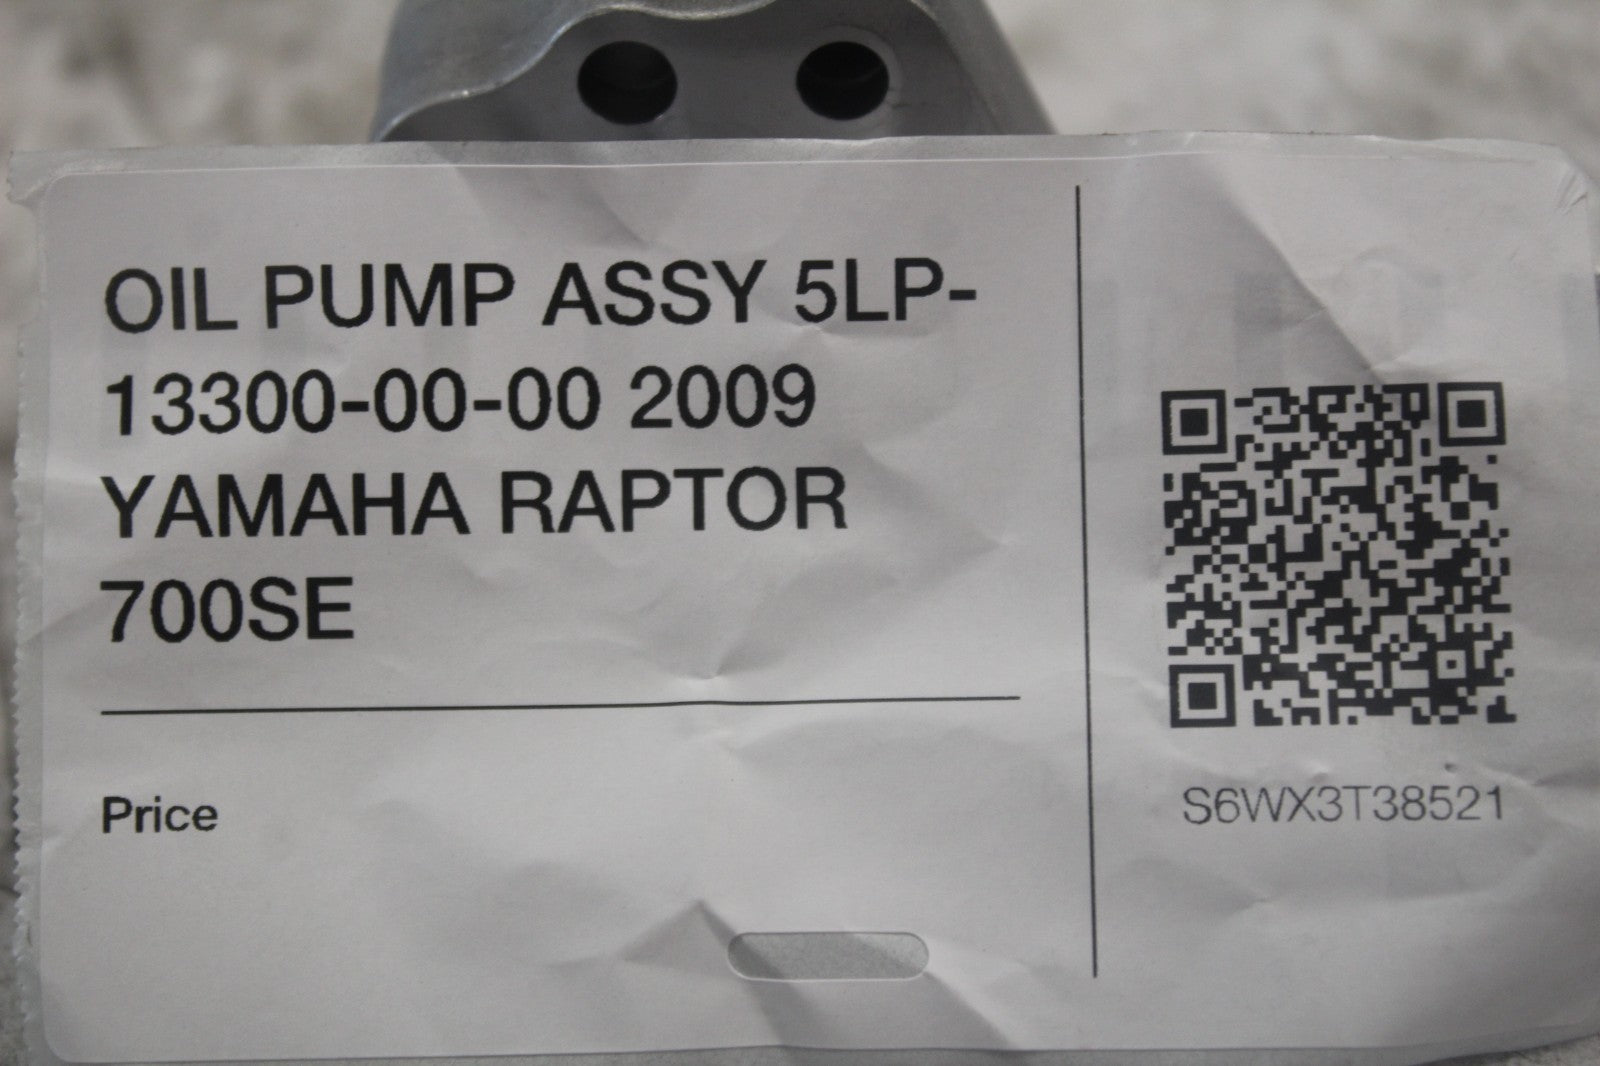 OIL PUMP ASSY 5LP-
13300-00-00 2009
YAMAHA RAPTOR
700SE
Price
S6WX3T38521